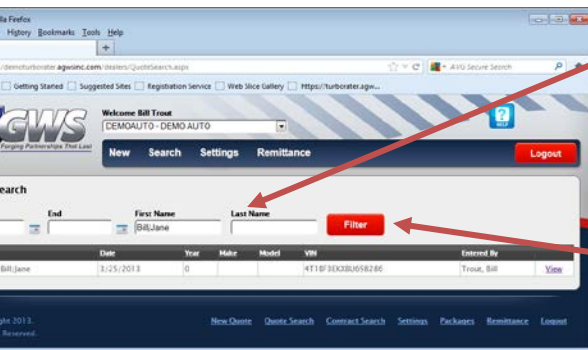 lla Firefox
History Bookmarks Tools Help
+
/demoturborater.agwsinc.com/dealers/QuoteSearch.aspx
AVG Secure Search
Getting Started Suggested Sites Registration Service Web Slice Gallery https://turborater.agw...
GWS
Forging Partnerships That Last
Welcome Bill Trout
DEMOAUTO - DEMO AUTO
HELP
New Search Settings Remittance Logout
earch
End First Name Last Name
Bill/Jane Filter
Date Year Make Model VIN Entered By
Bill/Jane 3/25/2013 0 Trout, Bill View
ght 2013.
Reserved.
New Quote Quote Search Contract Search Settings Packages Remittance Logout